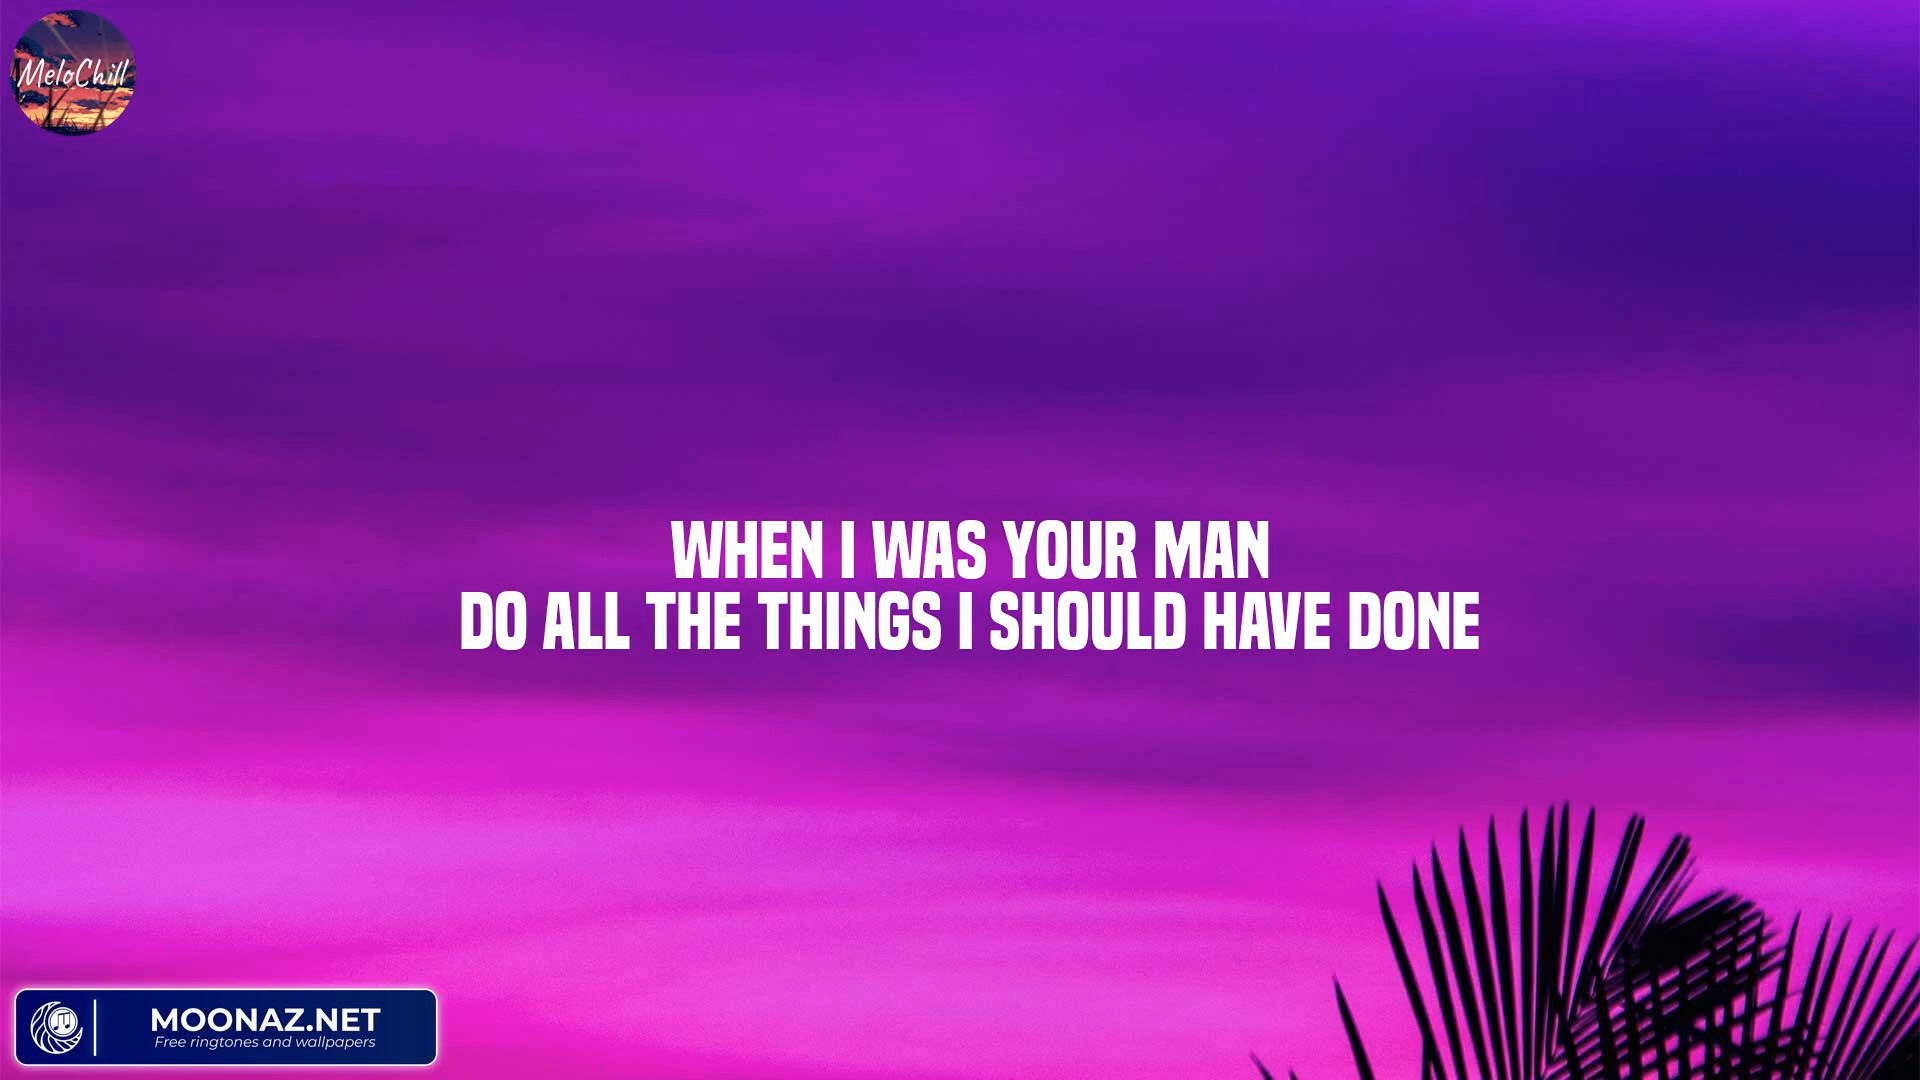 MeloChill
WHEN I WAS YOUR MAN
DO ALL THE THINGS I SHOULD HAVE DONE
MOONAZ.NET
Free ringtones and wallpapers